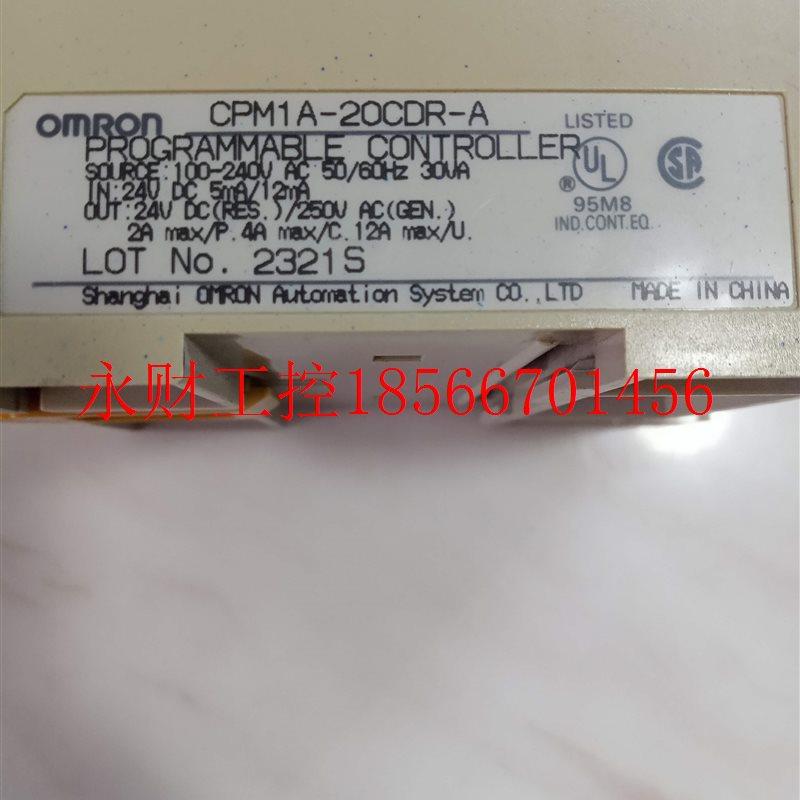 OMRON CPM1A-20CDR-A
PROGRAMMABLE CONTROLLER
SOURCE:100-240V AC 50/60Hz 30VA
IN:24V DC 5mA/12mA
OUT:24V DC(RES.)/250V AC(GEN.)
2A max/P.4A max/C.12A max/U.
LOT No. 2321S
Shanghai OMRON Automation System CO.,LTD MADE IN CHINA
LISTED
UL
®
SA
95M8
IND.CONT.EQ.
永财工控18566701456